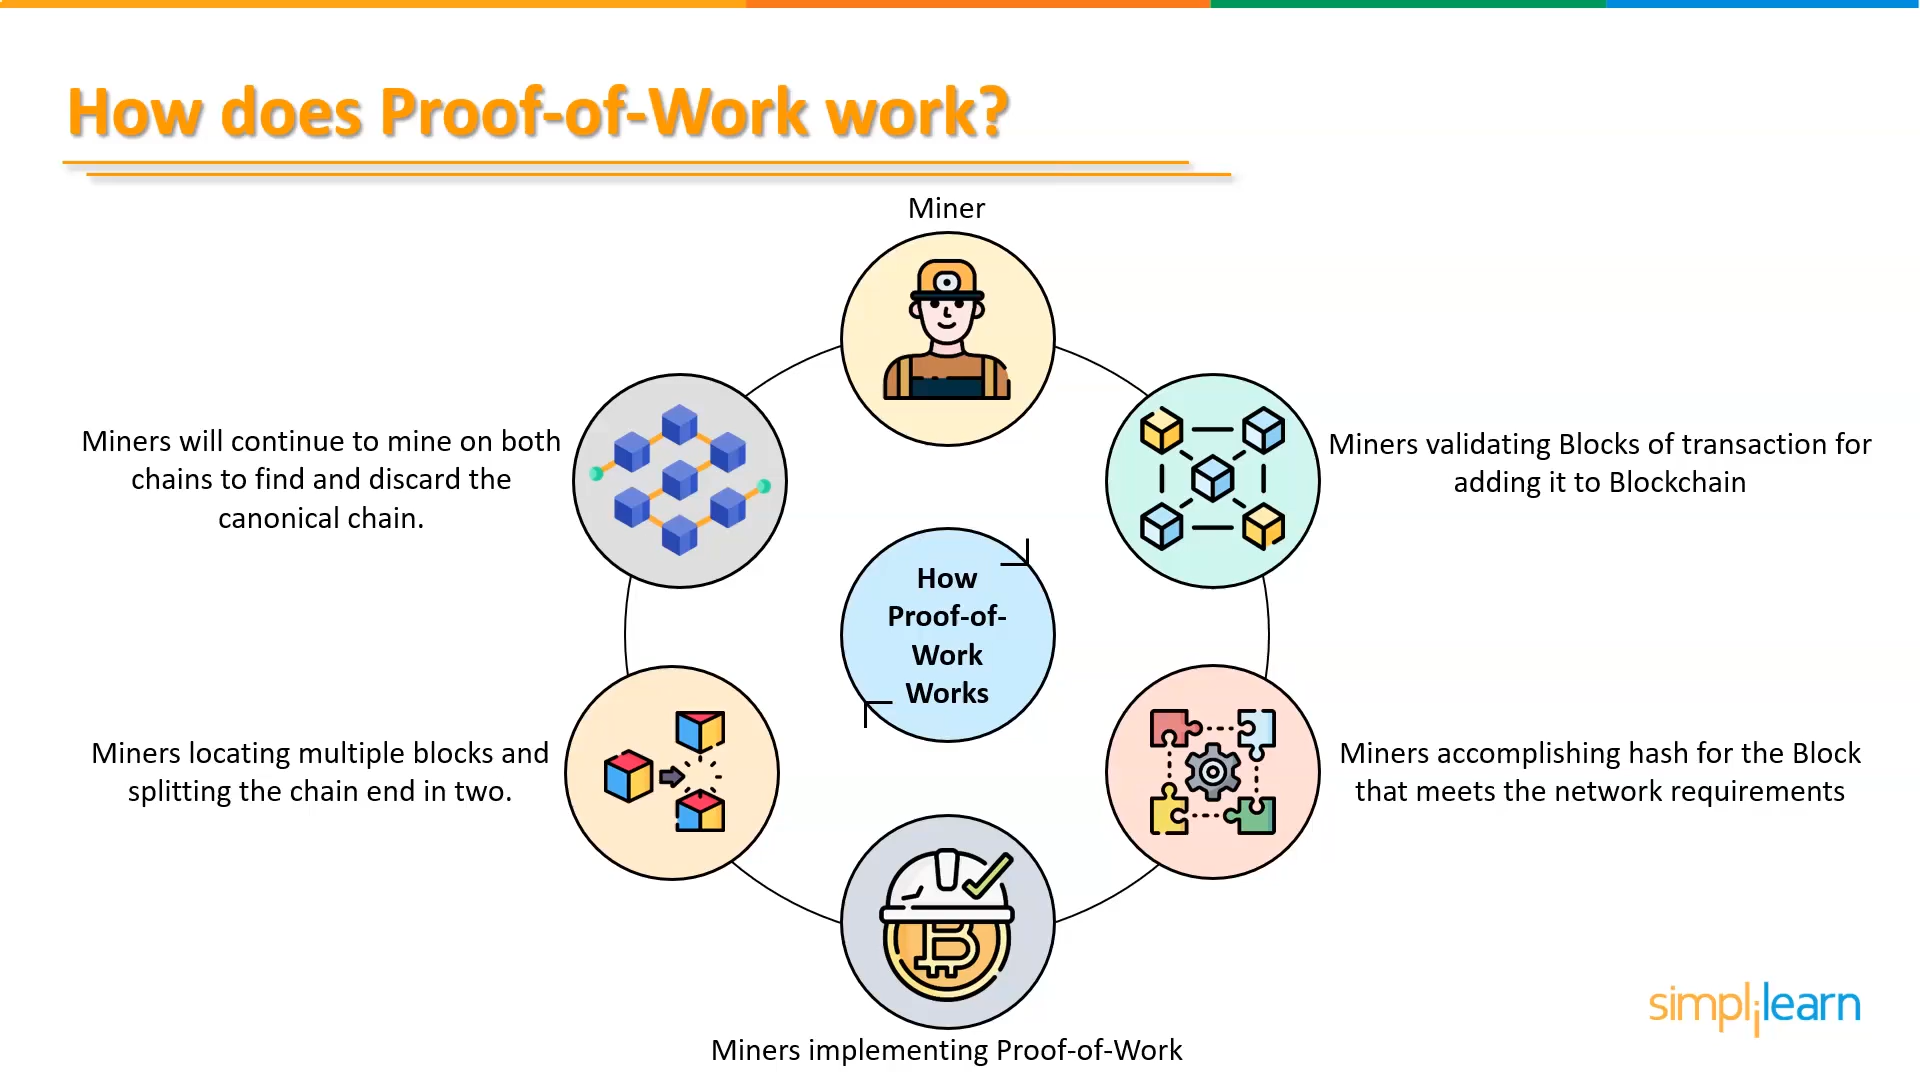 How does Proof-of-Work work?
Miner
Miners validating Blocks of transaction for
adding it to Blockchain
Miners accomplishing hash for the Block
that meets the network requirements
Miners implementing Proof-of-Work
Miners locating multiple blocks and
splitting the chain end in two.
Miners will continue to mine on both
chains to find and discard the
canonical chain.
How
Proof-of-
Work
Works
simplilearn